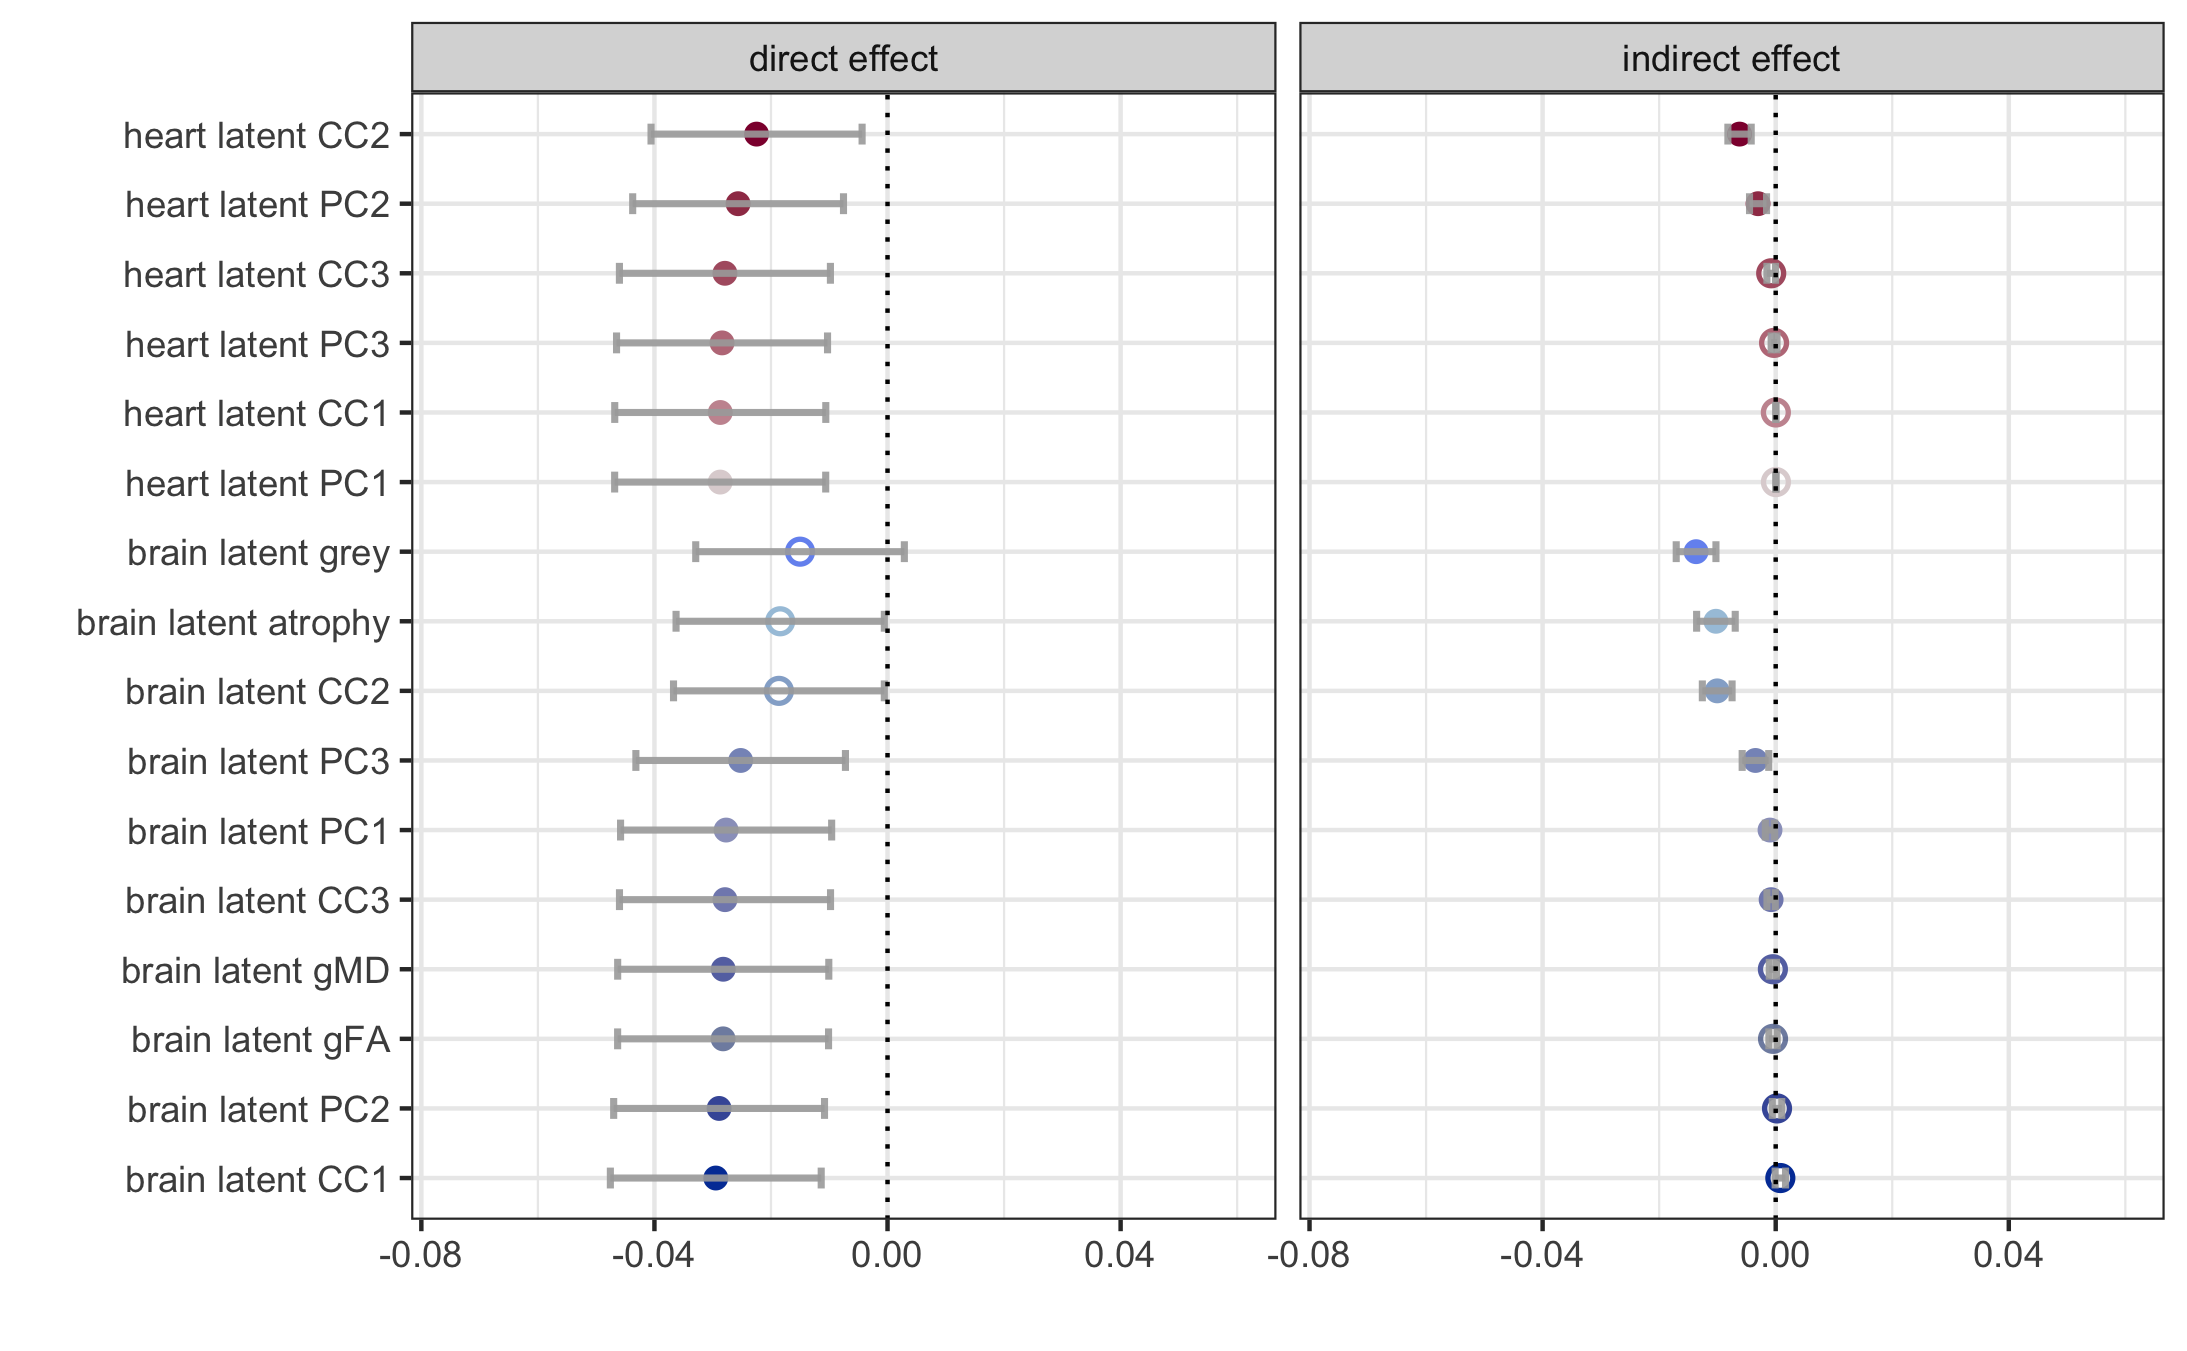 direct effect
indirect effect
heart latent CC2
heart latent PC2
heart latent CC3
heart latent PC3
heart latent CC1
heart latent PC1
brain latent grey
brain latent atrophy
brain latent CC2
brain latent PC3
brain latent PC1
brain latent CC3
brain latent gMD
brain latent gFA
brain latent PC2
brain latent CC1
-0.08 -0.04 0.00 0.04 -0.08 -0.04 0.00 0.04